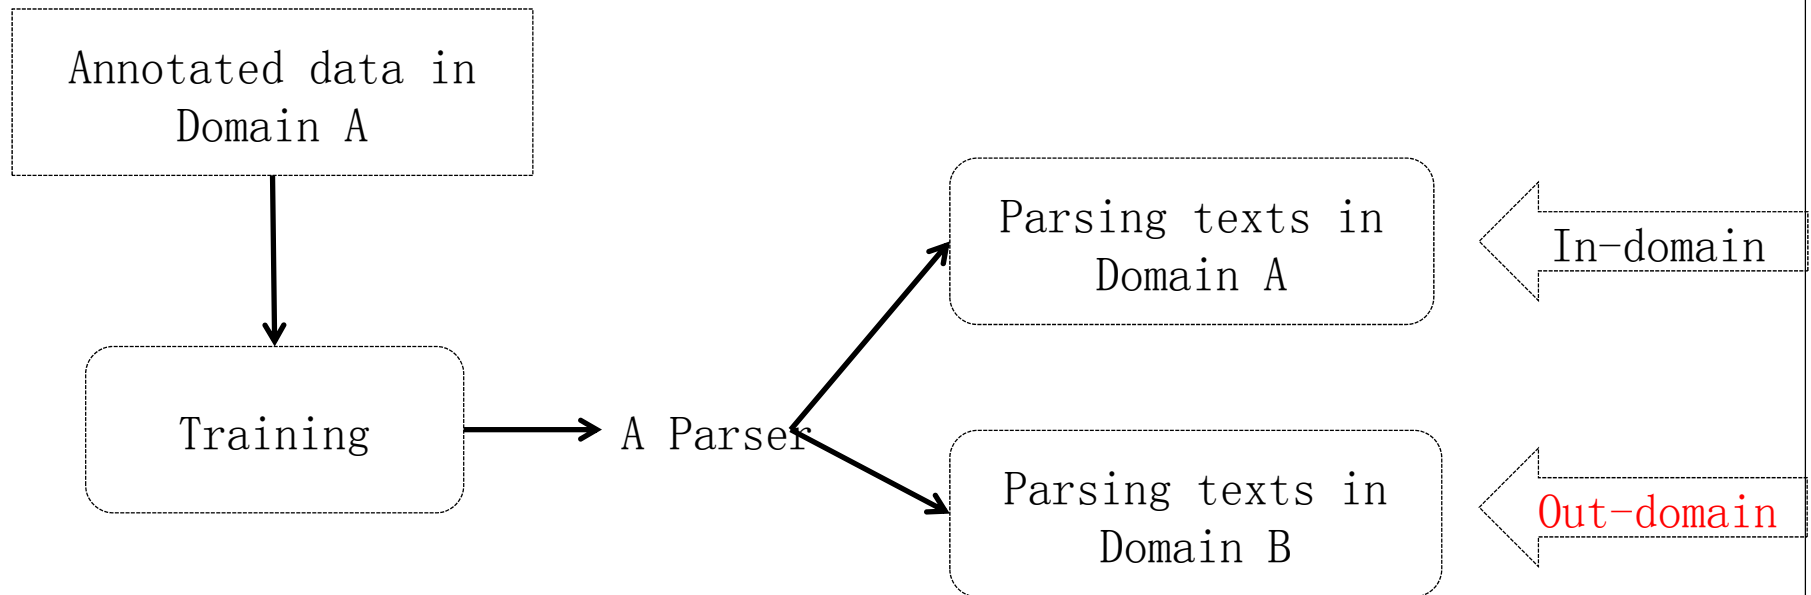 Annotated data in
Domain A
Parsing texts in
Domain A
In-domain
Training
A Parser
Parsing texts in
Domain B
Out-domain